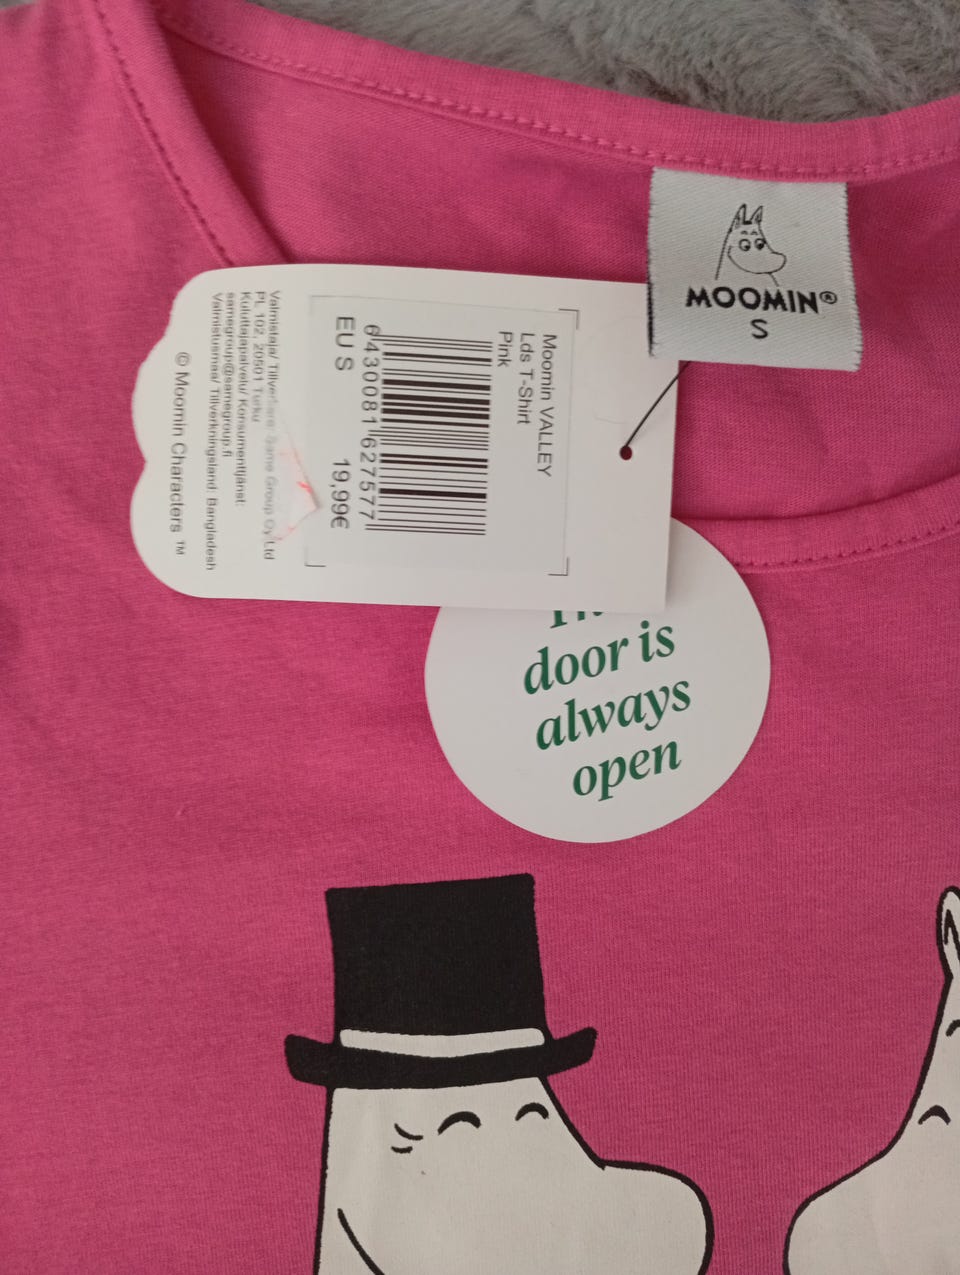 MOOMIN®
S
Moomin VALLEY
Lds T-Shirt
Pink
6430081627577
EU S 19,99€
Valmistaja/ Tillverkare: Same Group Oy Ltd
PL 102, 20501 Turku
Kuluttajapalvelu/ Konsumenttjänst:
samegroup@samegroup.fi
Valmistusmaa/ Tillverkningsland: Bangladesh
© Moomin Characters ™
door is
always
open